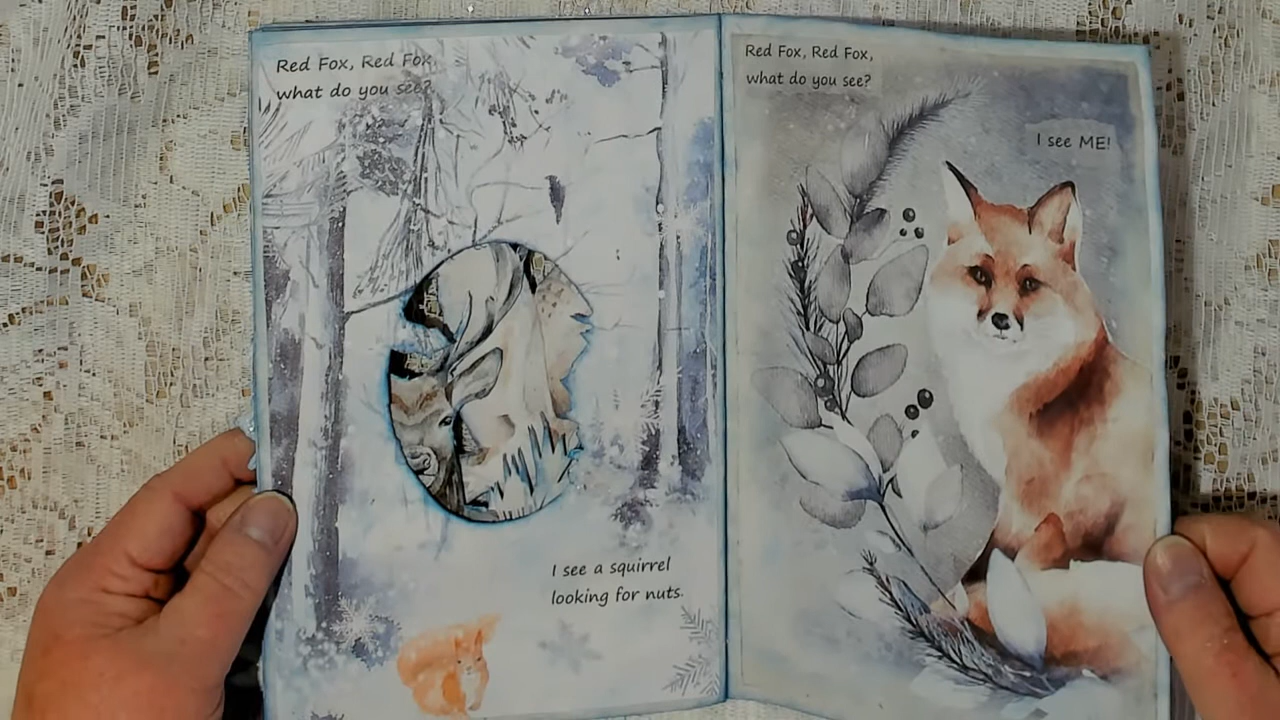 Red Fox, Red Fox,
what do you see?
I see a squirrel
looking for nuts.
Red Fox, Red Fox,
what do you see?
I see ME!